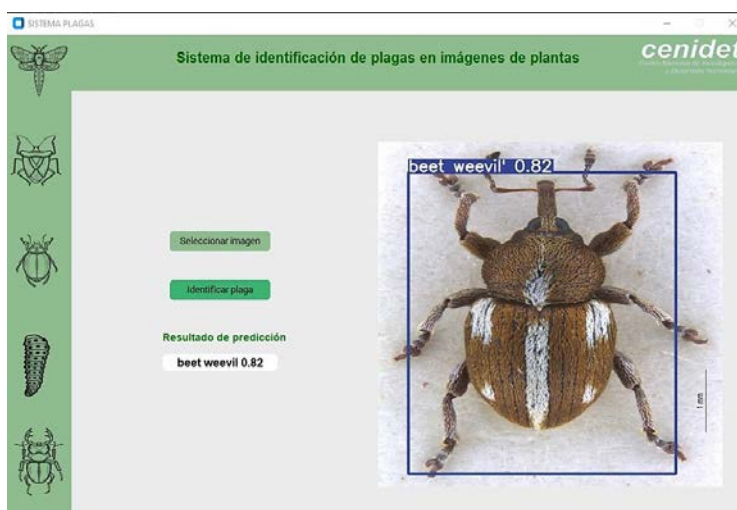 SISTEMA PLAGAS
Sistema de identificación de plagas en imágenes de plantas
cenidet
beet weevil' 0.82
Seleccionar imagen
Identificar plaga
Resultado de predicción
beet weevil 0.82
1 mm